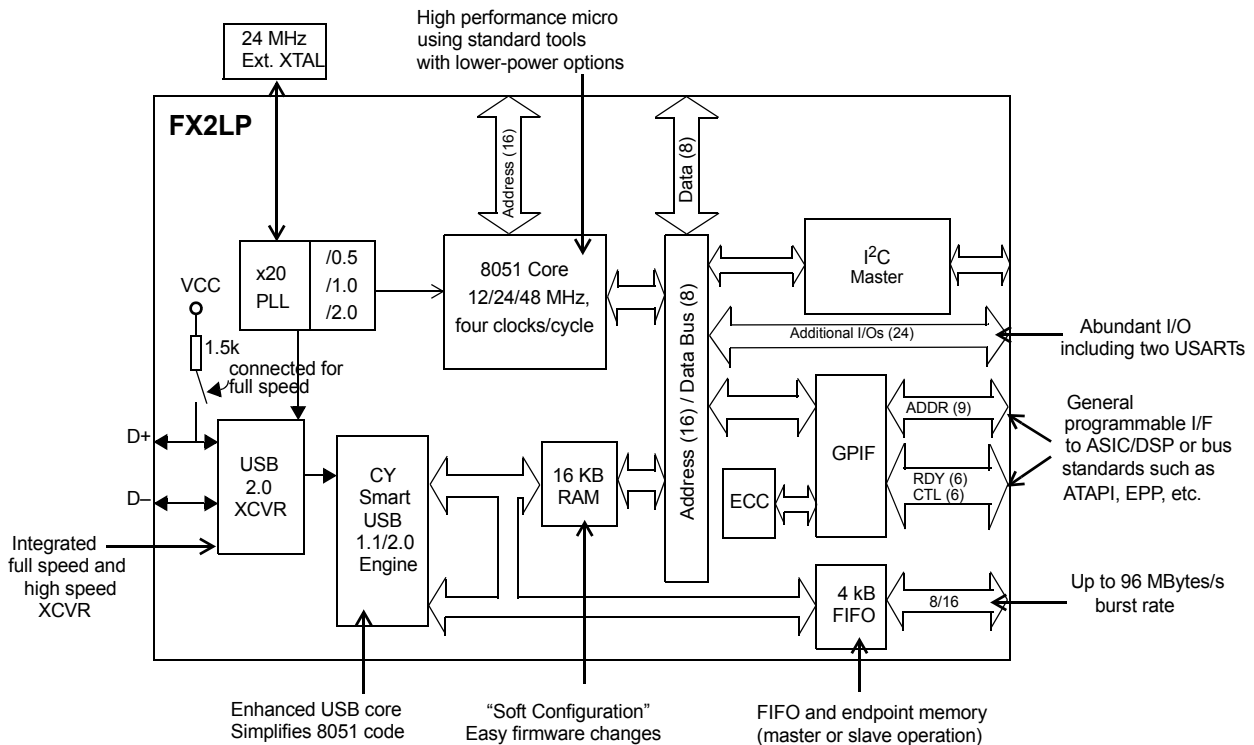 High performance micro
using standard tools
with lower-power options
24 MHz
Ext. XTAL
FX2LP
Address (16)
Data (8)
x20
PLL
/0.5
/1.0
/2.0
8051 Core
12/24/48 MHz,
four clocks/cycle
Address (16) / Data Bus (8)
I²C
Master
VCC
1.5k
connected for
full speed
Additional I/Os (24)
Abundant I/O
including two USARTs
ADDR (9)
General
programmable I/F
to ASIC/DSP or bus
standards such as
ATAPI, EPP, etc.
GPIF
RDY (6)
CTL (6)
ECC
D+
D–
USB
2.0
XCVR
CY
Smart
USB
1.1/2.0
Engine
16 KB
RAM
Integrated
full speed and
high speed
XCVR
4 kB
FIFO
8/16
Up to 96 MBytes/s
burst rate
Enhanced USB core
Simplifies 8051 code
“Soft Configuration”
Easy firmware changes
FIFO and endpoint memory
(master or slave operation)